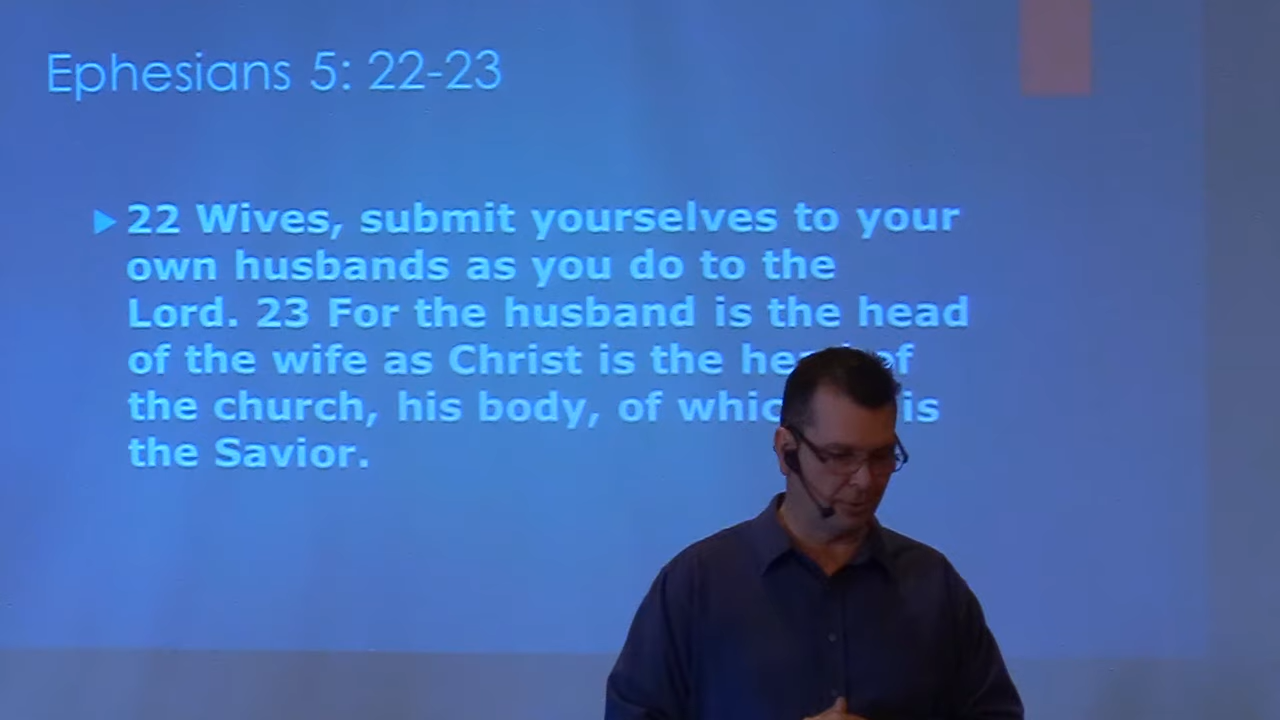 Ephesians 5: 22-23
22 Wives, submit yourselves to your
own husbands as you do to the
Lord. 23 For the husband is the head
of the wife as Christ is the of
the church, his body, of is
the Savior.